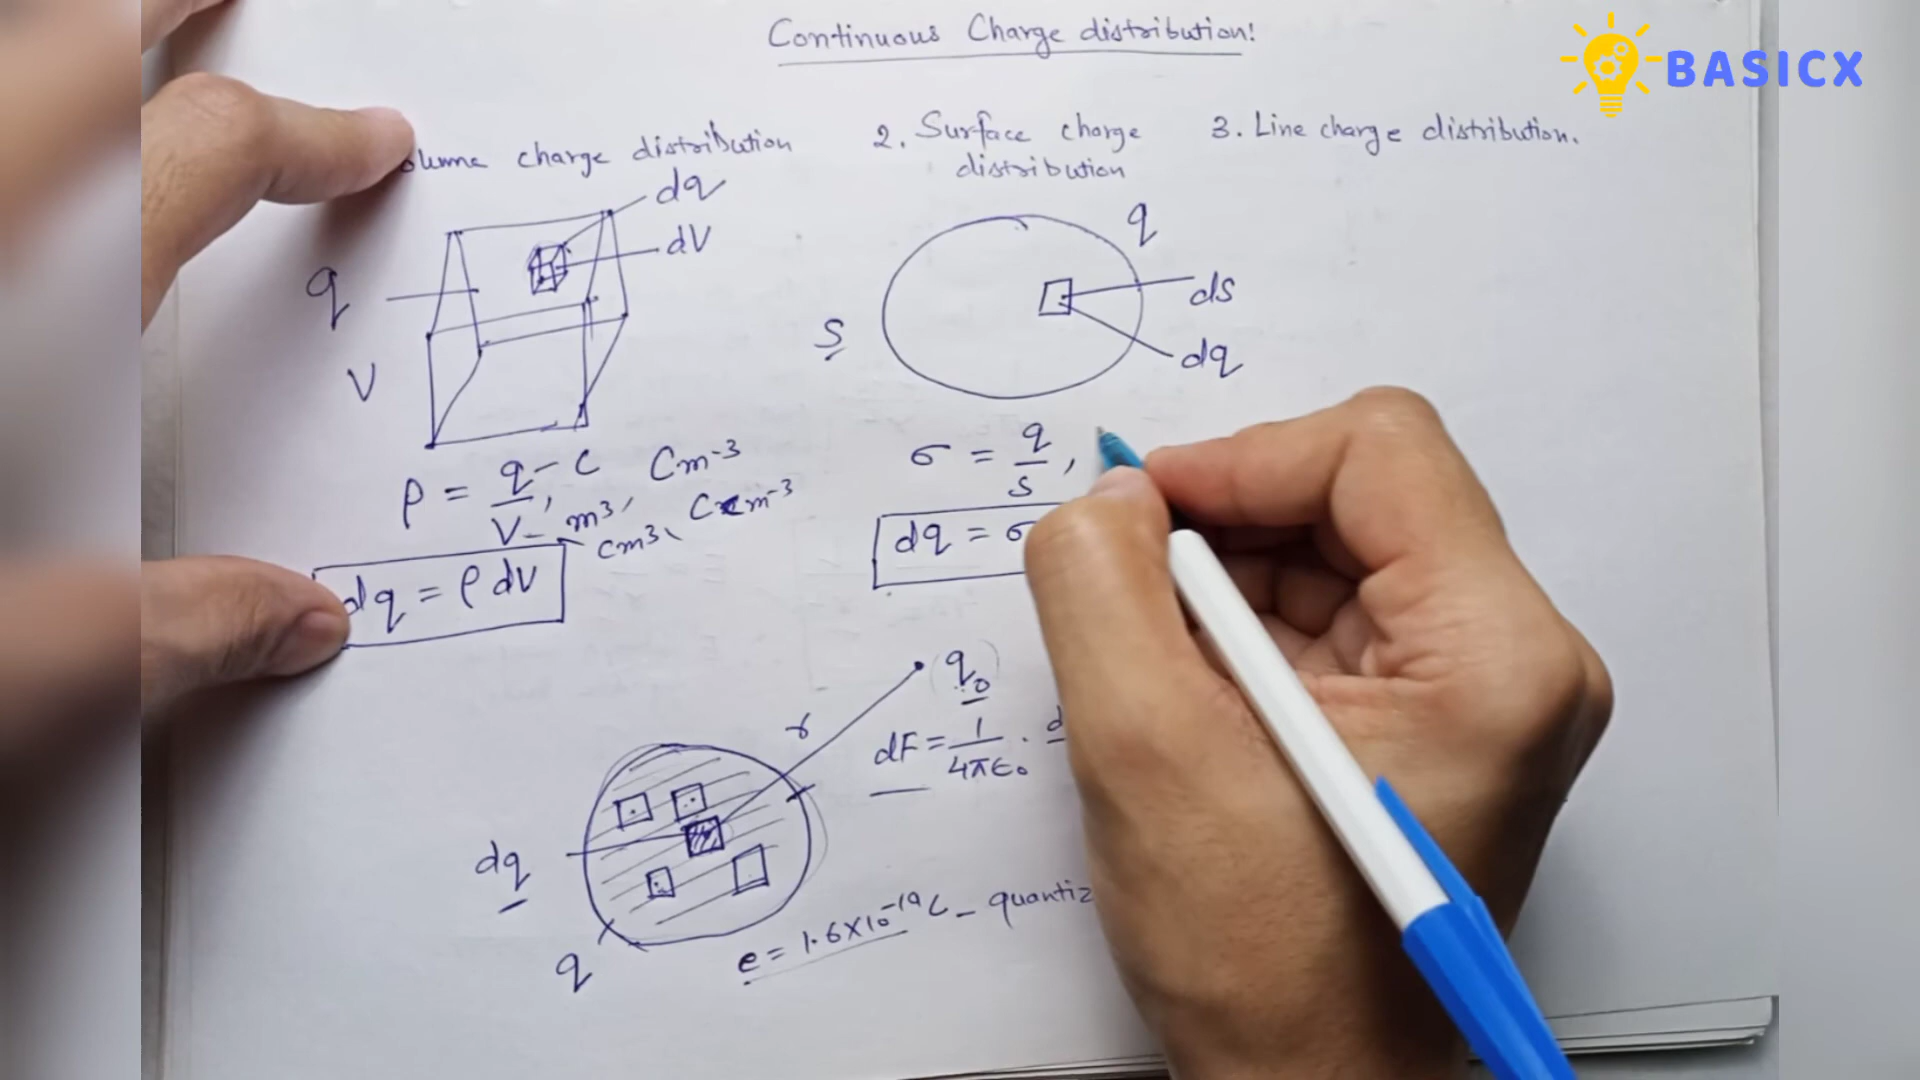 Continuous Charge distribution!
BASICX
olume charge distribution
2. Surface charge
distribution
3. Line charge distribution.
dq
dV
q
V
q
ds
S
dq
ρ = q/V - C, m³, Cm⁻³
cm³, Ccm⁻³
dq = ρ dV
σ = q/s,
dq = σ
q₀
r
dF = 1/4πε₀ . d
dq
q
e = 1.6×10⁻¹⁹ C - quantiz